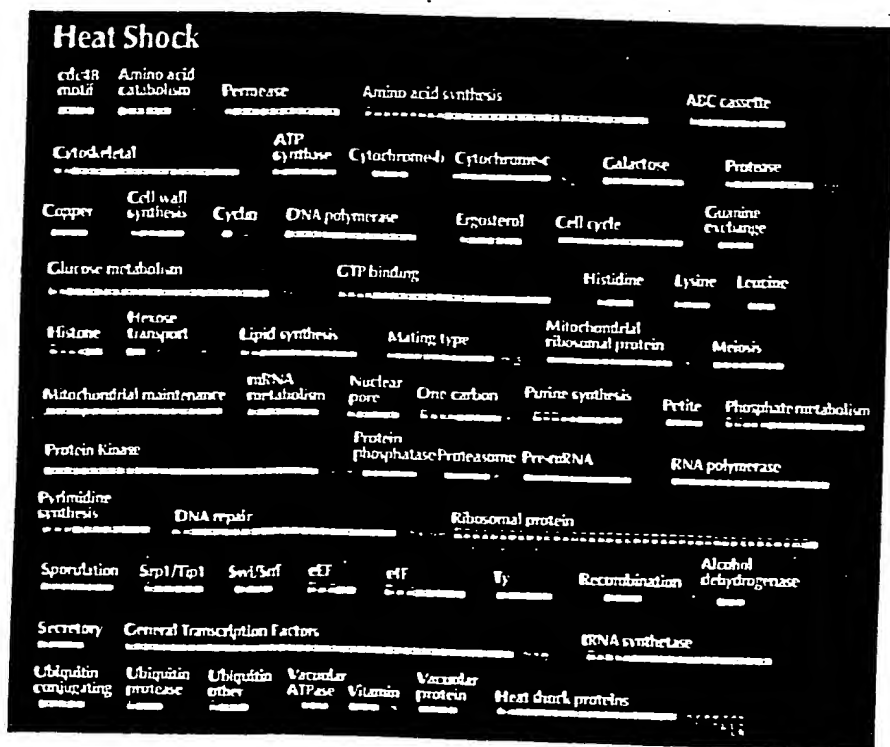 Heat Shock
cdc48 motif
Amino acid catabolism
Permease
Amino acid synthesis
ABC cassette
Cytoskeletal
ATP synthase
Cytochrome-b
Cytochrome-c
Galactose
Protease
Copper
Cell wall synthesis
Cyclin
DNA polymerase
Ergosterol
Cell cycle
Guanine exchange
Glucose metabolism
GTP binding
Histidine
Lysine
Leucine
Histone
Hexose transport
Lipid synthesis
Mating type
Mitochondrial ribosomal protein
Meiosis
Mitochondrial maintenance
mRNA metabolism
Nuclear pore
One carbon
Purine synthesis
Petite
Phosphate metabolism
Protein Kinase
Protein phosphatase
Proteasome
Pre-mRNA
RNA polymerase
Pyrimidine synthesis
DNA repair
Ribosomal protein
Sporulation
Srp1/Tip1
Swi/Snf
eEF
eIF
Ty
Recombination
Alcohol dehydrogenase
Secretory
General Transcription Factors
tRNA synthetase
Ubiquitin conjugating
Ubiquitin protease
Ubiquitin other
Vacuolar ATPase
Vitamin
Vacuolar protein
Heat shock proteins